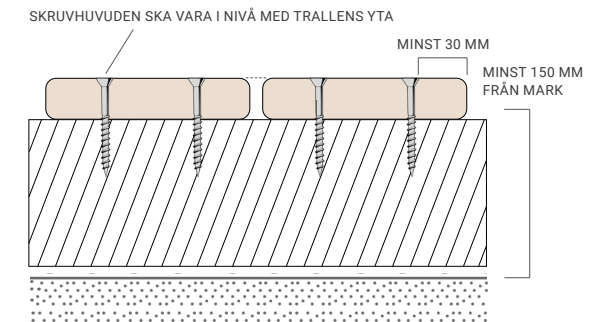 SKRUVHUVUDEN SKA VARA I NIVÅ MED TRALLENS YTA
MINST 30 MM
MINST 150 MM
FRÅN MARK